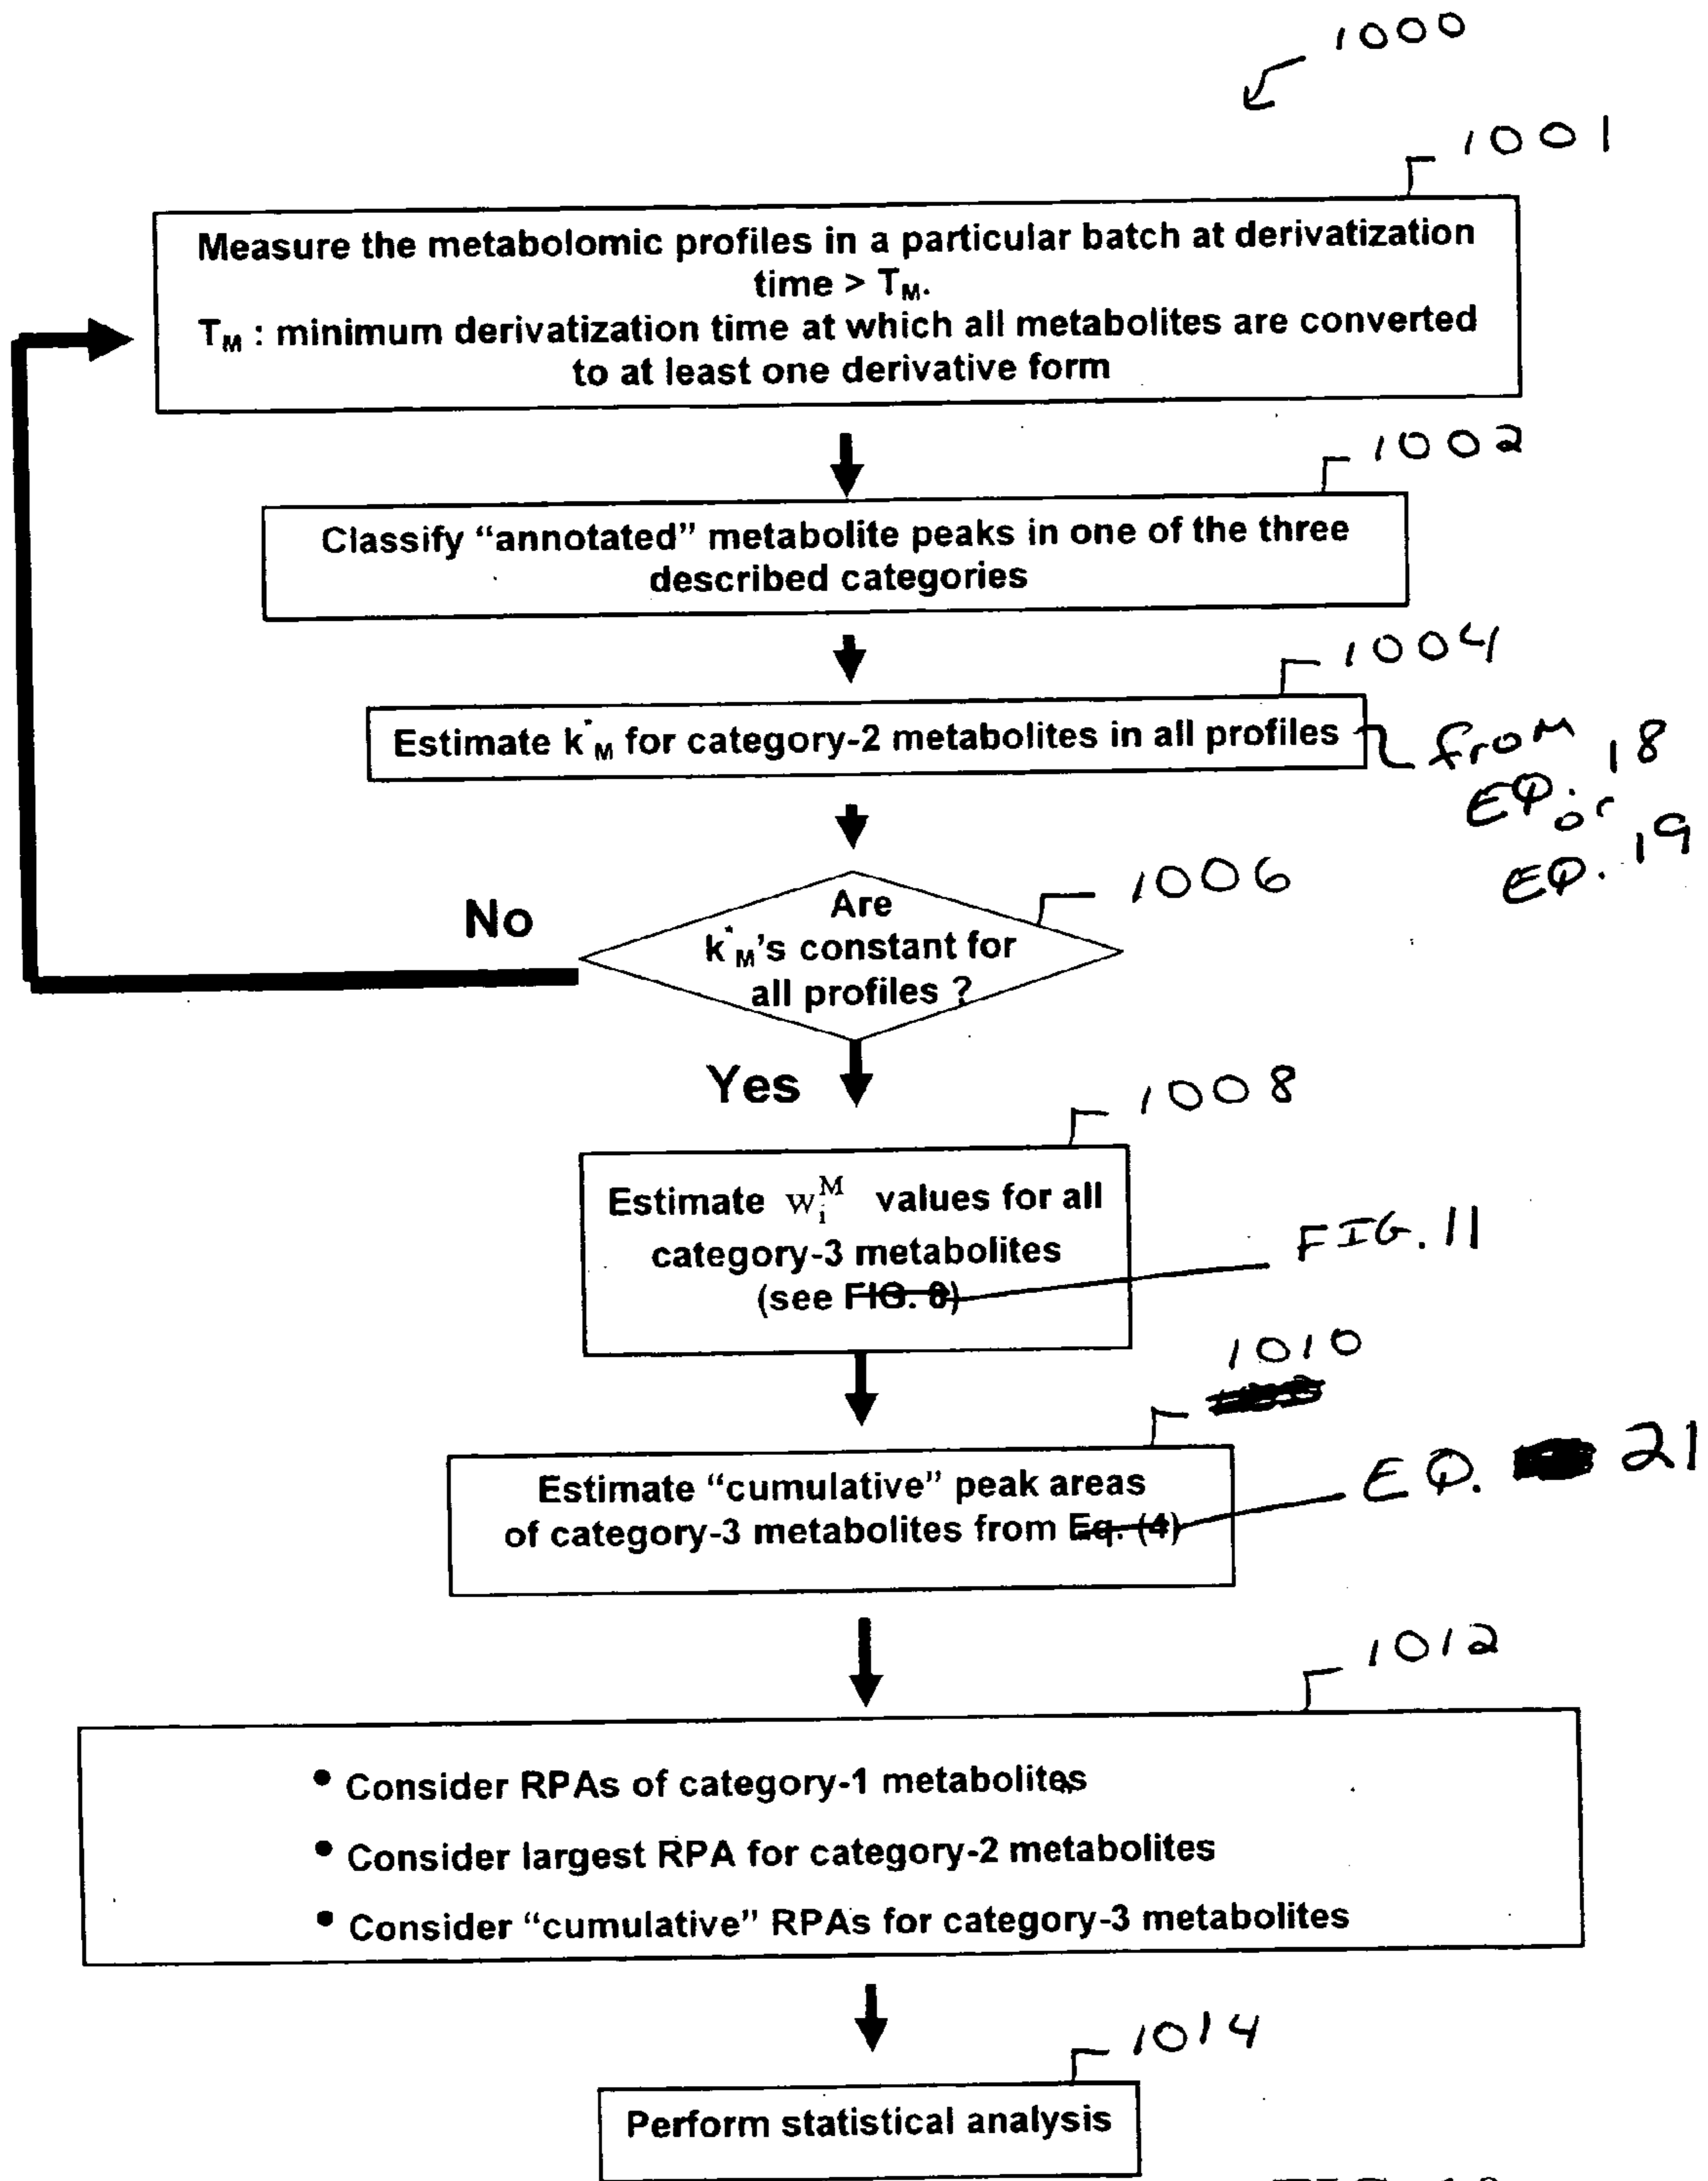 1000
1001
Measure the metabolomic profiles in a particular batch at derivatization
time > T_M.
T_M : minimum derivatization time at which all metabolites are converted
to at least one derivative form
1002
Classify “annotated” metabolite peaks in one of the three
described categories
1004
Estimate k*_M for category-2 metabolites in all profiles
from
EQ. 18
or
EQ. 19
1006
Are
k*_M's constant for
all profiles ?
No
Yes
1008
Estimate w_i^M values for all
category-3 metabolites
(see FIG. 8)
FIG. 11
1010
Estimate “cumulative” peak areas
of category-3 metabolites from Eq. (4)
EQ. 21
1012
• Consider RPAs of category-1 metabolites
• Consider largest RPA for category-2 metabolites
• Consider “cumulative” RPAs for category-3 metabolites
1014
Perform statistical analysis